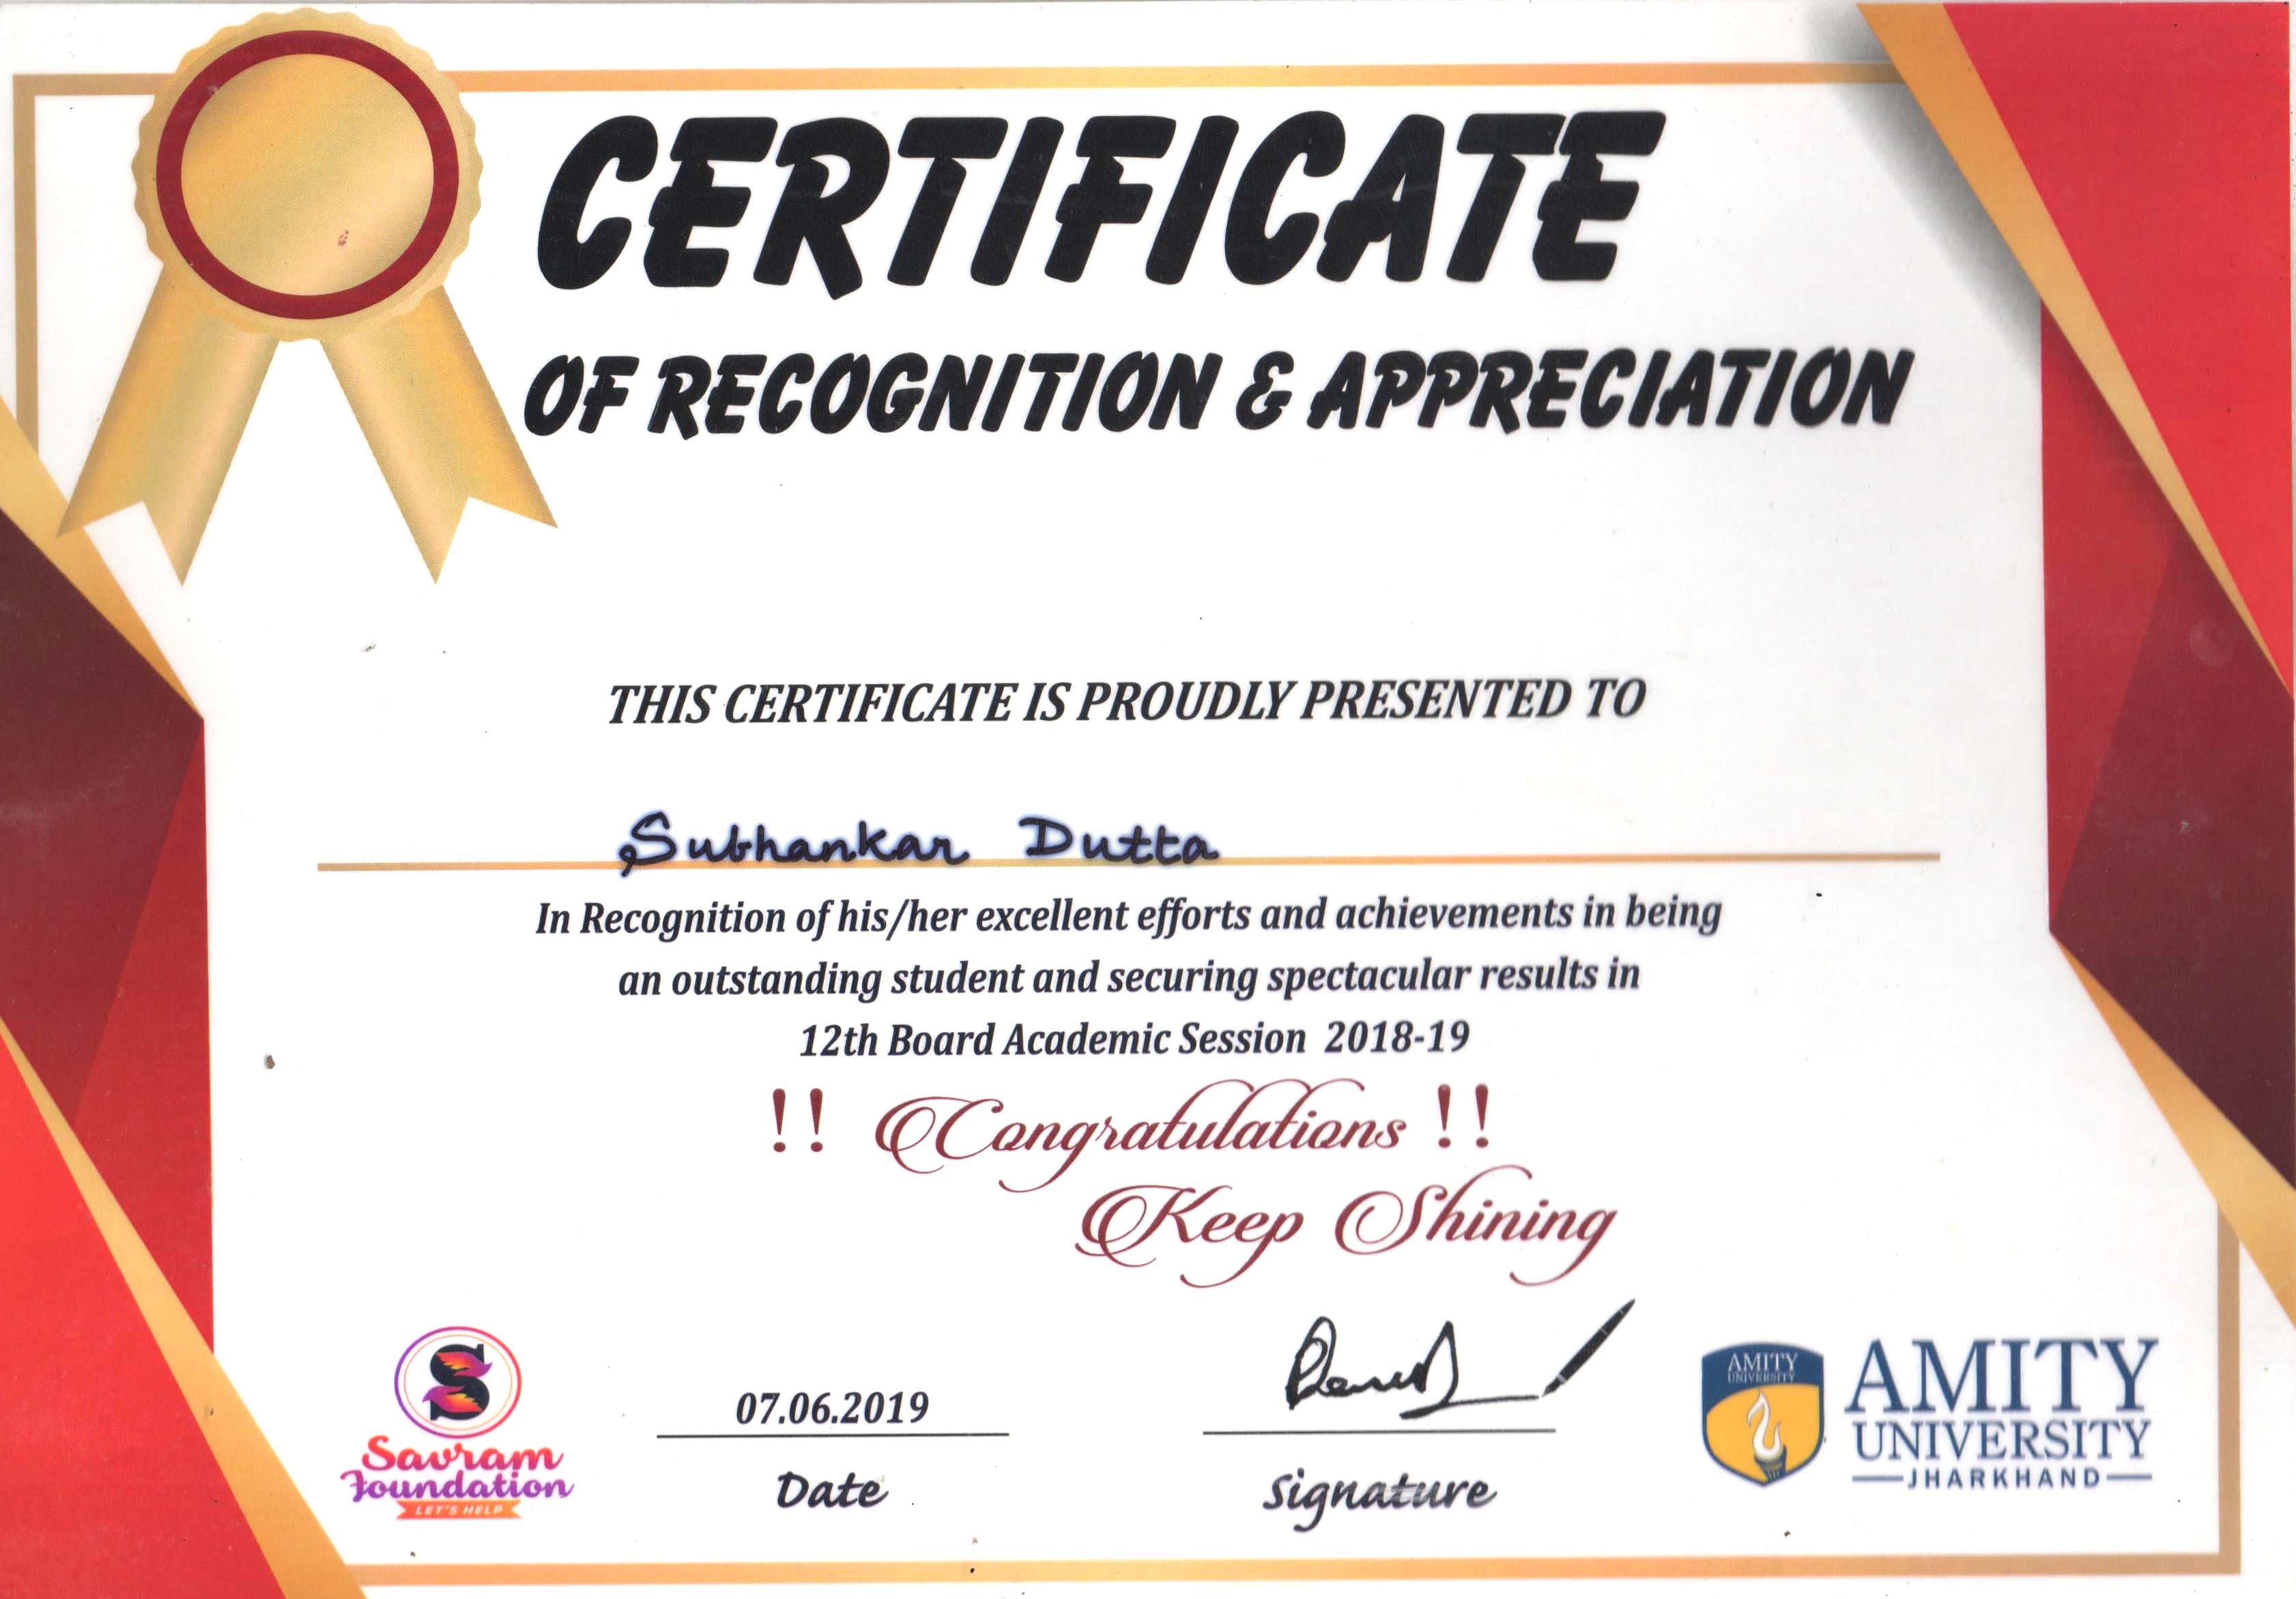 CERTIFICATE
OF RECOGNITION & APPRECIATION
THIS CERTIFICATE IS PROUDLY PRESENTED TO
Subhankar Dutta
In Recognition of his/her excellent efforts and achievements in being
an outstanding student and securing spectacular results in
12th Board Academic Session 2018-19
!! Congratulations !!
Keep Shining
S
Savram
Foundation
LET'S HELP
07.06.2019
Date
Signature
AMITY
UNIVERSITY
AMITY
UNIVERSITY
JHARKHAND